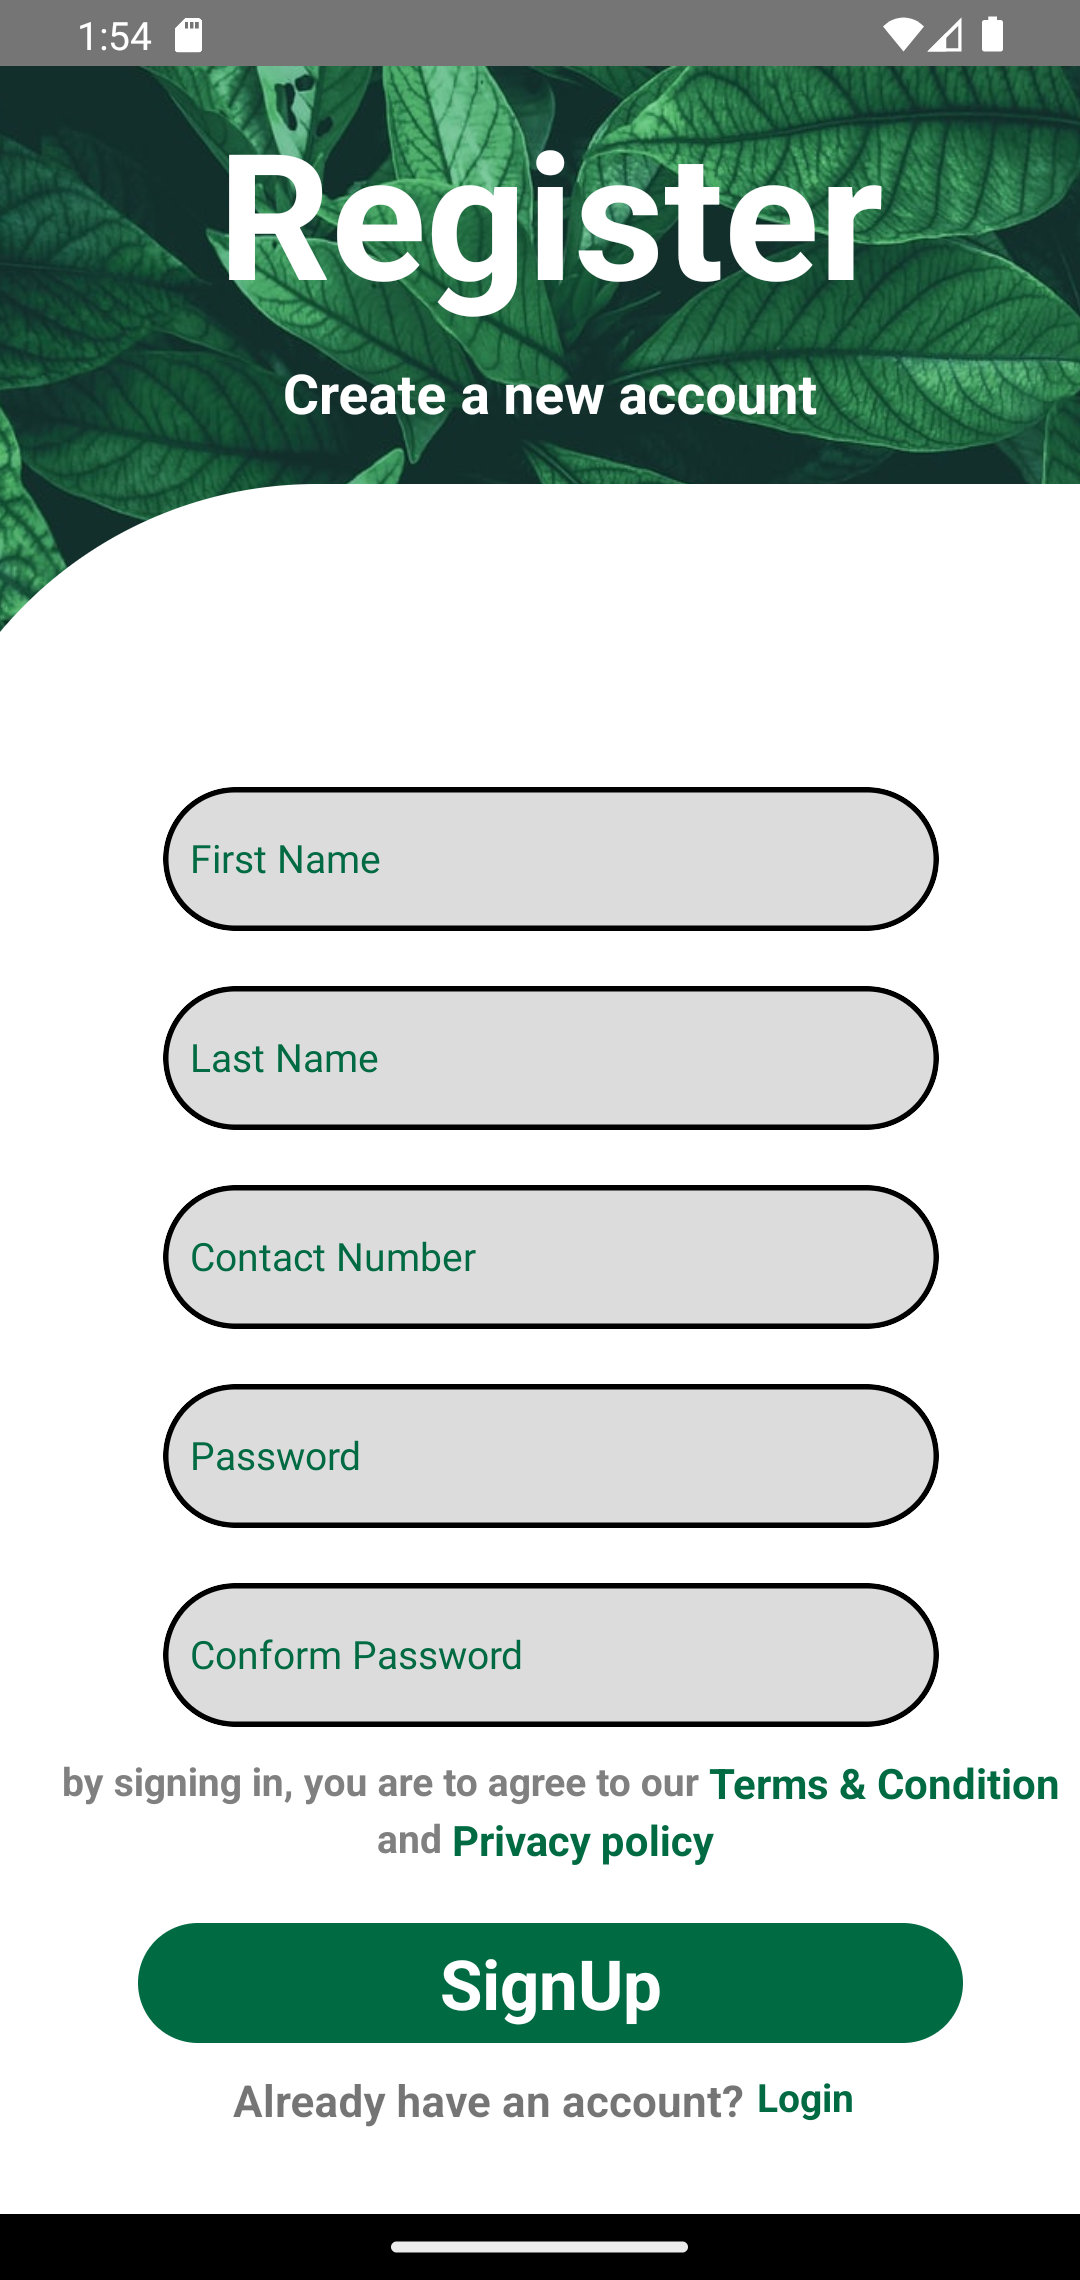 1:54
Register
Create a new account
First Name
Last Name
Contact Number
Password
Conform Password
by signing in, you are to agree to our Terms & Condition
and Privacy policy
SignUp
Already have an account? Login